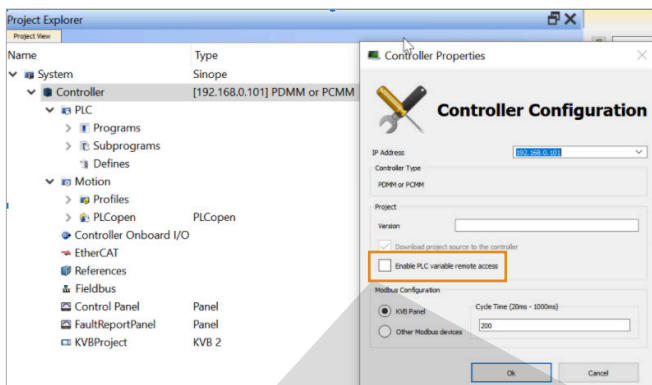 Project Explorer
Project View
Name Type
System Sinope
Controller [192.168.0.101] PDMM or PCMM
PLC
Programs
Subprograms
Defines
Motion
Profiles
PLCopen PLCopen
Controller Onboard I/O
EtherCAT
References
Fieldbus
Control Panel Panel
FaultReportPanel Panel
KVBProject KVB 2
Controller Properties
Controller Configuration
IP Address 192.168.0.101
Controller Type
PDMM or PCMM
Project
Version
Download project source to the controller
Enable PLC variable remote access
Modbus Configuration
KVB Panel
Other Modbus devices
Cycle Time (20ms - 1000ms)
200
Ok Cancel